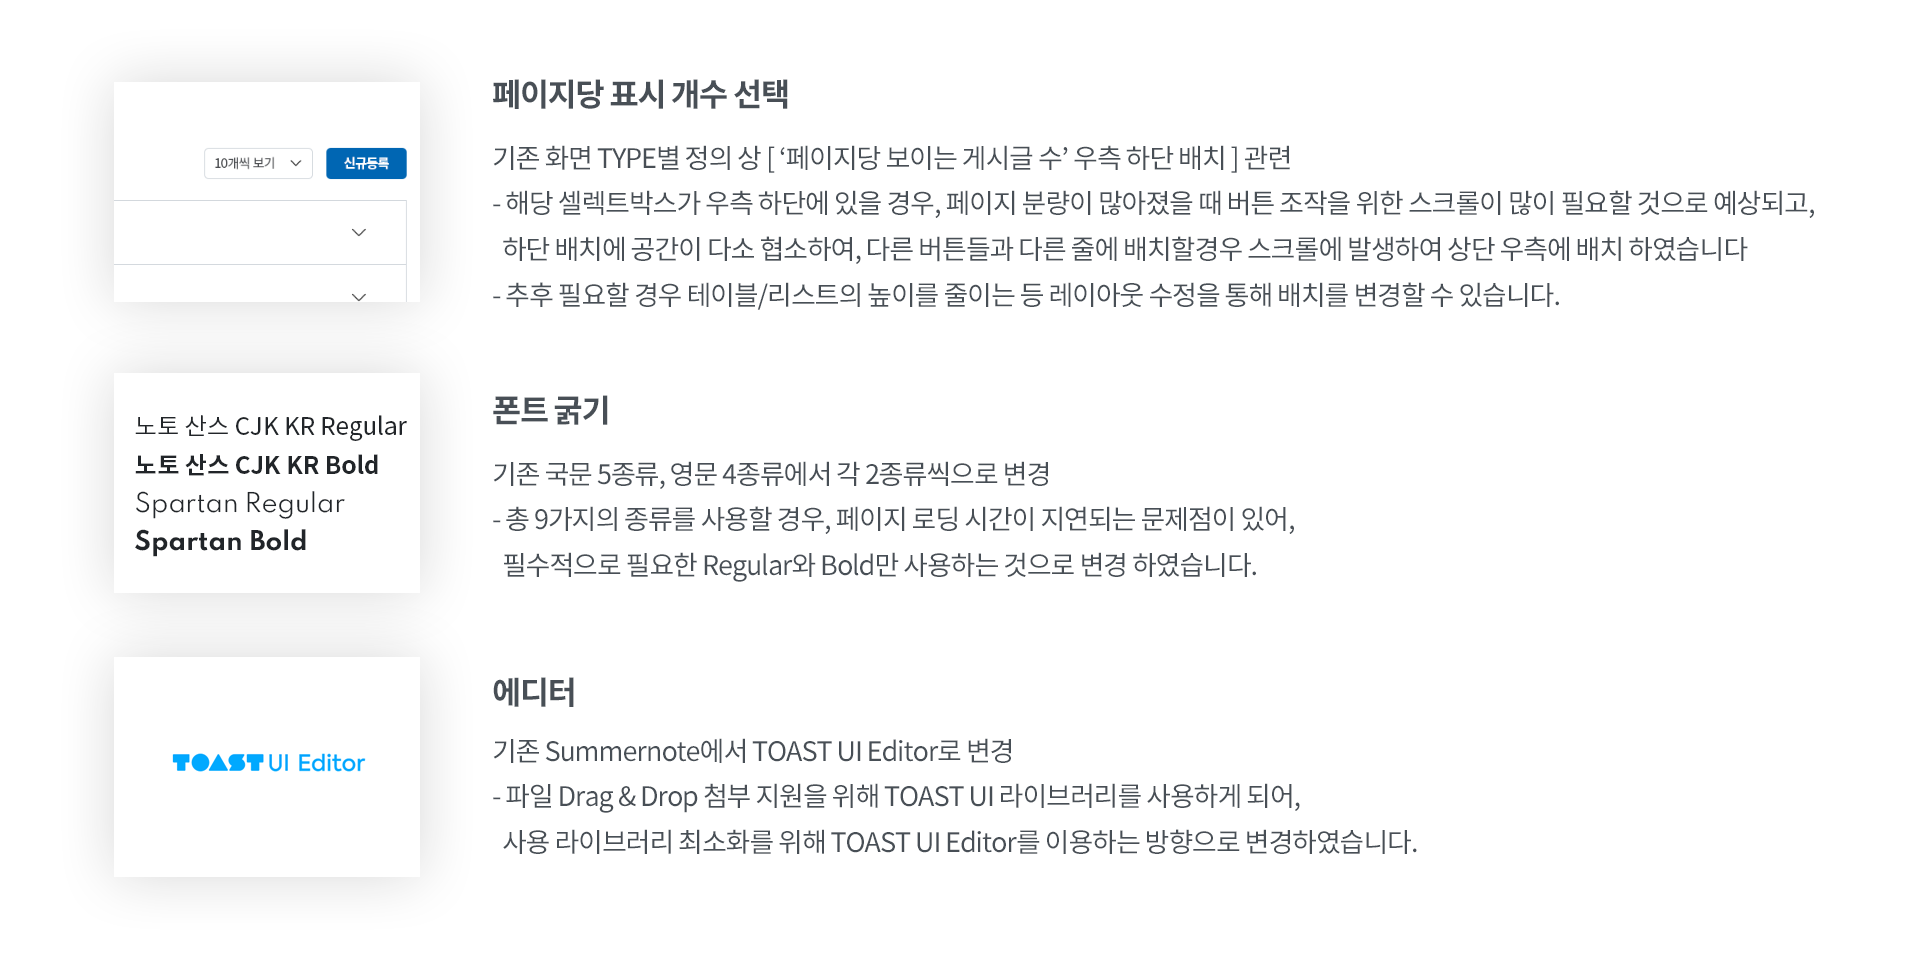 페이지당 표시 개수 선택
10개씩 보기
신규등록
기존 화면 TYPE별 정의 상 [ ‘페이지당 보이는 게시글 수’ 우측 하단 배치 ] 관련
- 해당 셀렉트박스가 우측 하단에 있을 경우, 페이지 분량이 많아졌을 때 버튼 조작을 위한 스크롤이 많이 필요할 것으로 예상되고,
하단 배치에 공간이 다소 협소하여, 다른 버튼들과 다른 줄에 배치할경우 스크롤에 발생하여 상단 우측에 배치 하였습니다
- 추후 필요할 경우 테이블/리스트의 높이를 줄이는 등 레이아웃 수정을 통해 배치를 변경할 수 있습니다.
노토 산스 CJK KR Regular
노토 산스 CJK KR Bold
Spartan Regular
Spartan Bold
폰트 굵기
기존 국문 5종류, 영문 4종류에서 각 2종류씩으로 변경
- 총 9가지의 종류를 사용할 경우, 페이지 로딩 시간이 지연되는 문제점이 있어,
필수적으로 필요한 Regular와 Bold만 사용하는 것으로 변경 하였습니다.
TOAST UI Editor
에디터
기존 Summernote에서 TOAST UI Editor로 변경
- 파일 Drag & Drop 첨부 지원을 위해 TOAST UI 라이브러리를 사용하게 되어,
사용 라이브러리 최소화를 위해 TOAST UI Editor를 이용하는 방향으로 변경하였습니다.